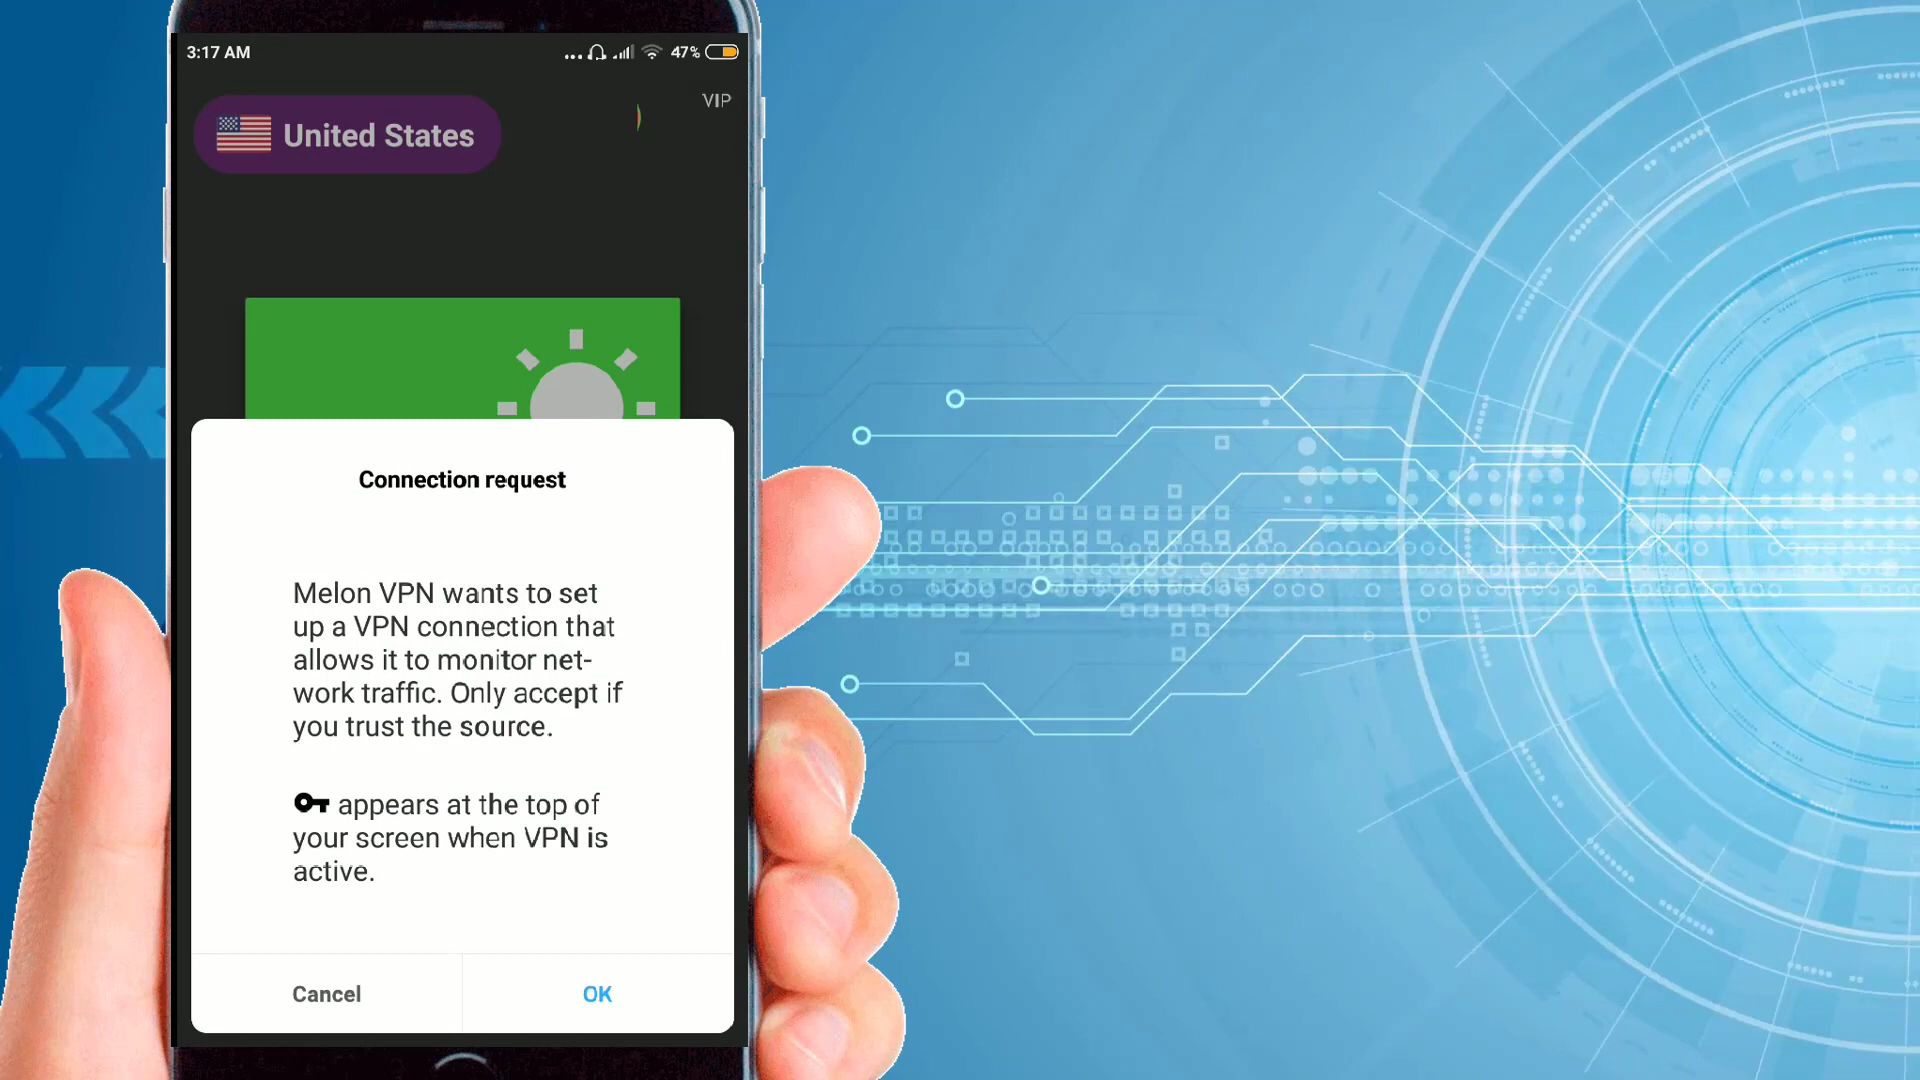 3:17 AM
47%
VIP
United States
Connection request
Melon VPN wants to set
up a VPN connection that
allows it to monitor net-
work traffic. Only accept if
you trust the source.
appears at the top of
your screen when VPN is
active.
Cancel
OK